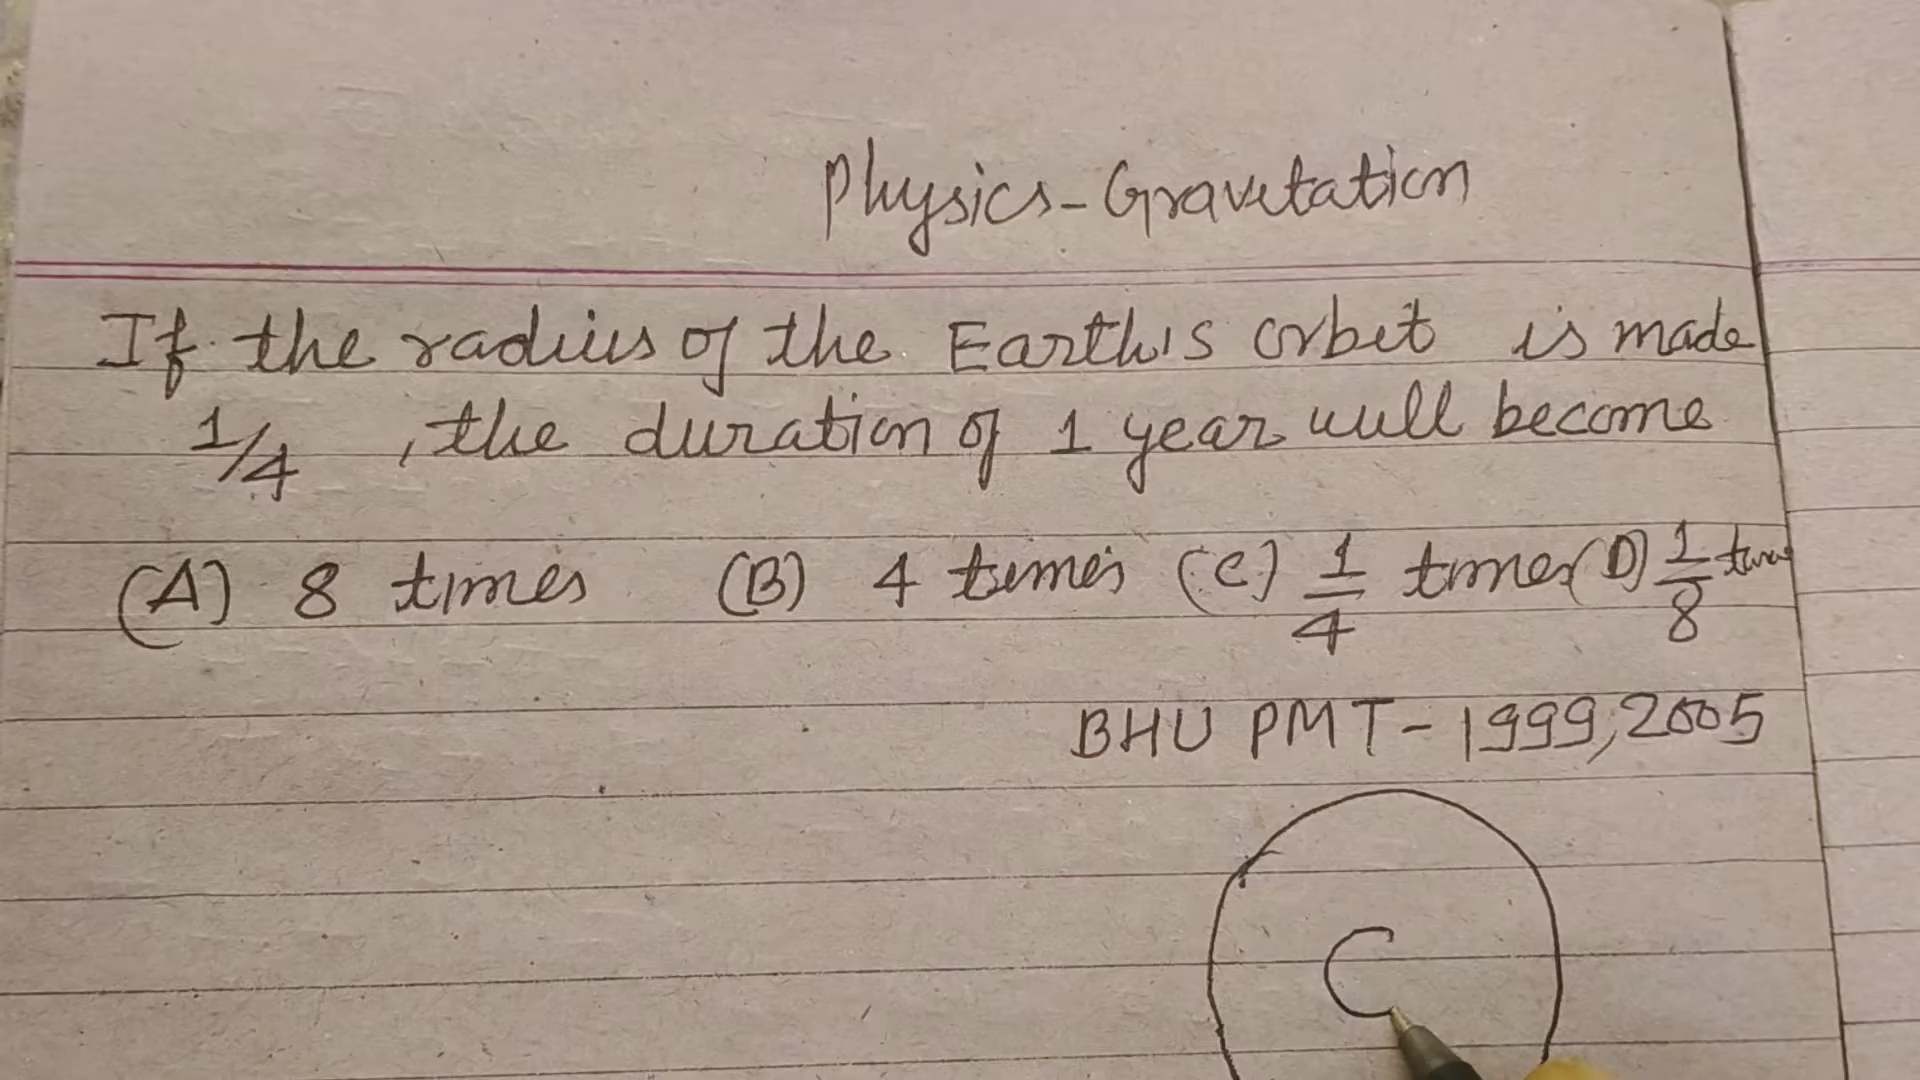 Physics-Gravitation
If the radius of the Earth's orbit is made
1/4 , the duration of 1 year will become
(A) 8 times (B) 4 times (C) 1/4 times (D) 1/8 times
BHU PMT-1999,2005